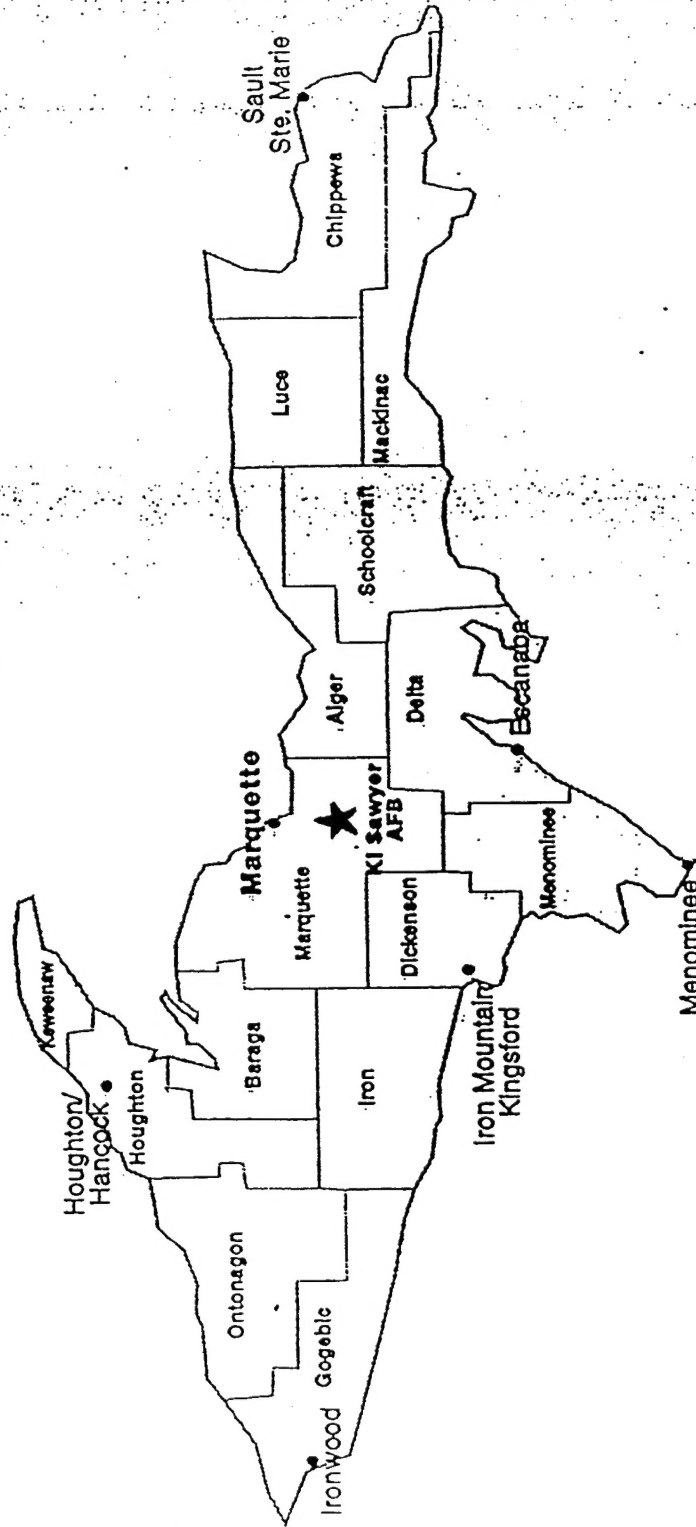 Keweenaw
Houghton/
Hancock
Houghton
Ontonagon
Gogebic
Ironwood
Baraga
Iron
Marquette
Marquette
KI Sawyer
AFB
Dickenson
Iron Mountain/
Kingsford
Menominee
Menominee
Alger
Delta
Escanaba
Schoolcraft
Luce
Mackinac
Chippewa
Sault
Ste. Marie